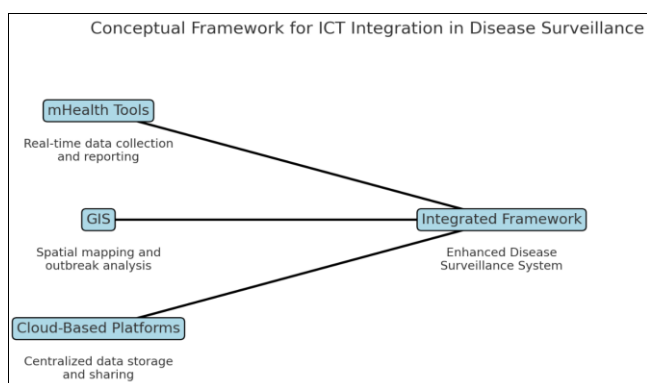 Conceptual Framework for ICT Integration in Disease Surveillance
mHealth Tools
Real-time data collection
and reporting
GIS
Spatial mapping and
outbreak analysis
Cloud-Based Platforms
Centralized data storage
and sharing
Integrated Framework
Enhanced Disease
Surveillance System